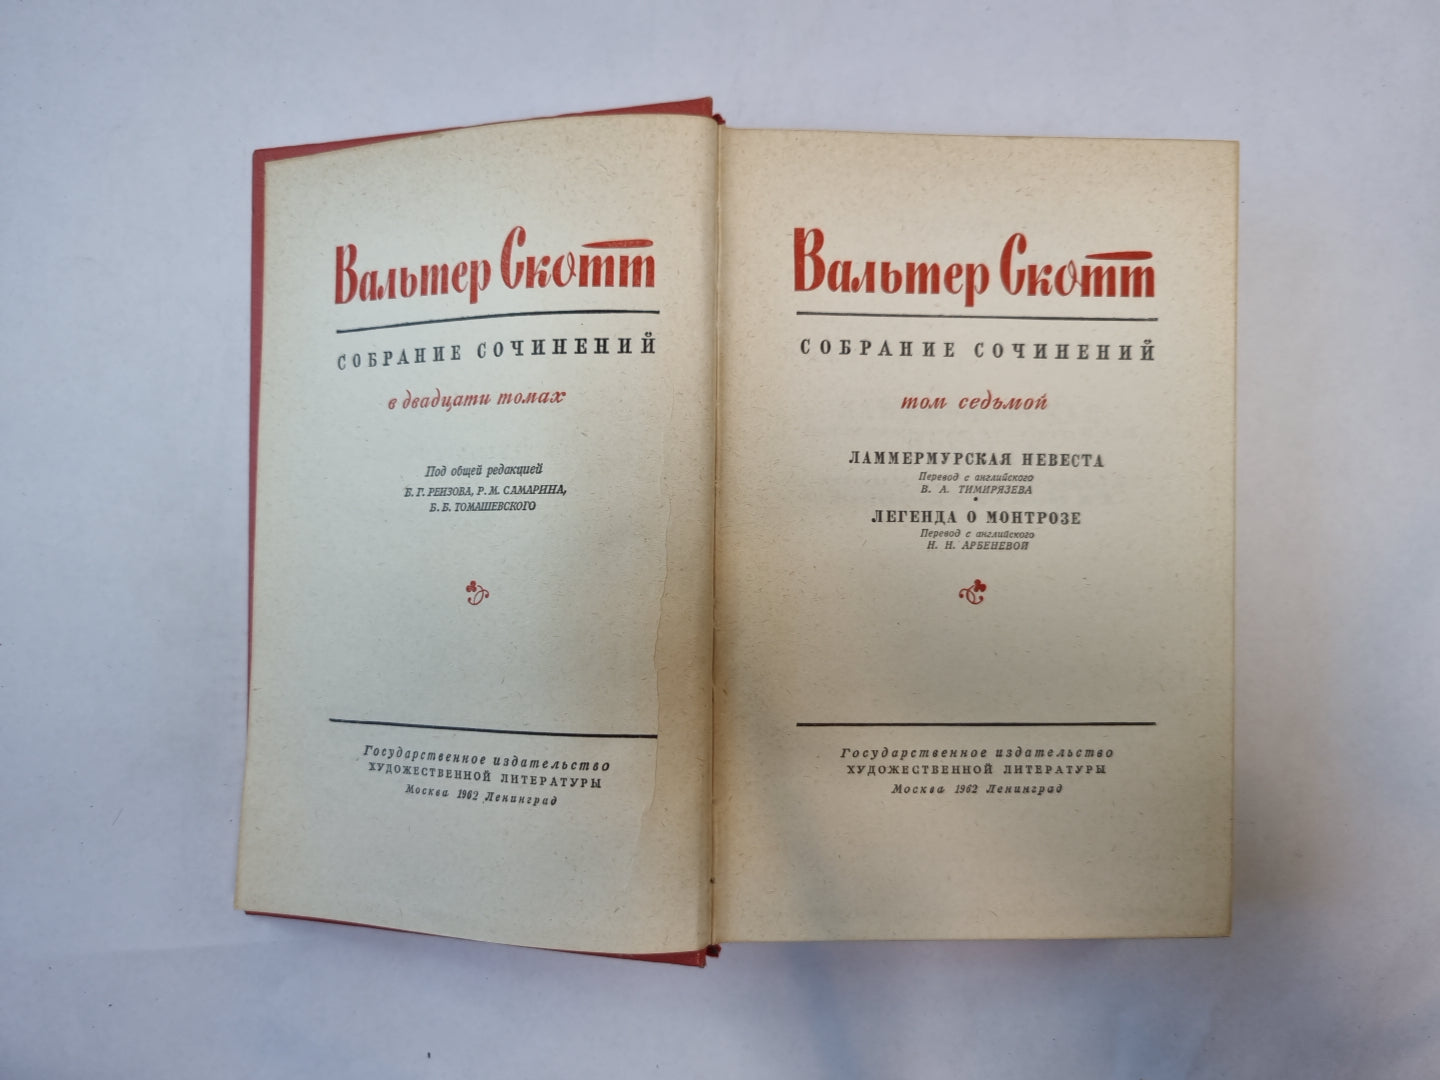 Вальтер Скотт
СОБРАНИЕ СОЧИНЕНИЙ
в двадцати томах
Под общей редакцией
Б. Г. РЕИЗОВА, Р. М. САМАРИНА,
Б. Б. ТОМАШЕВСКОГО
Государственное издательство
ХУДОЖЕСТВЕННОЙ ЛИТЕРАТУРЫ
Москва 1962 Ленинград
Вальтер Скотт
СОБРАНИЕ СОЧИНЕНИЙ
том седьмой
ЛАММЕРМУРСКАЯ НЕВЕСТА
Перевод с английского
В. А. ТИМИРЯЗЕВА
ЛЕГЕНДА О МОНТРОЗЕ
Перевод с английского
Н. Н. АРБЕНЕВОЙ
Государственное издательство
ХУДОЖЕСТВЕННОЙ ЛИТЕРАТУРЫ
Москва 1962 Ленинград